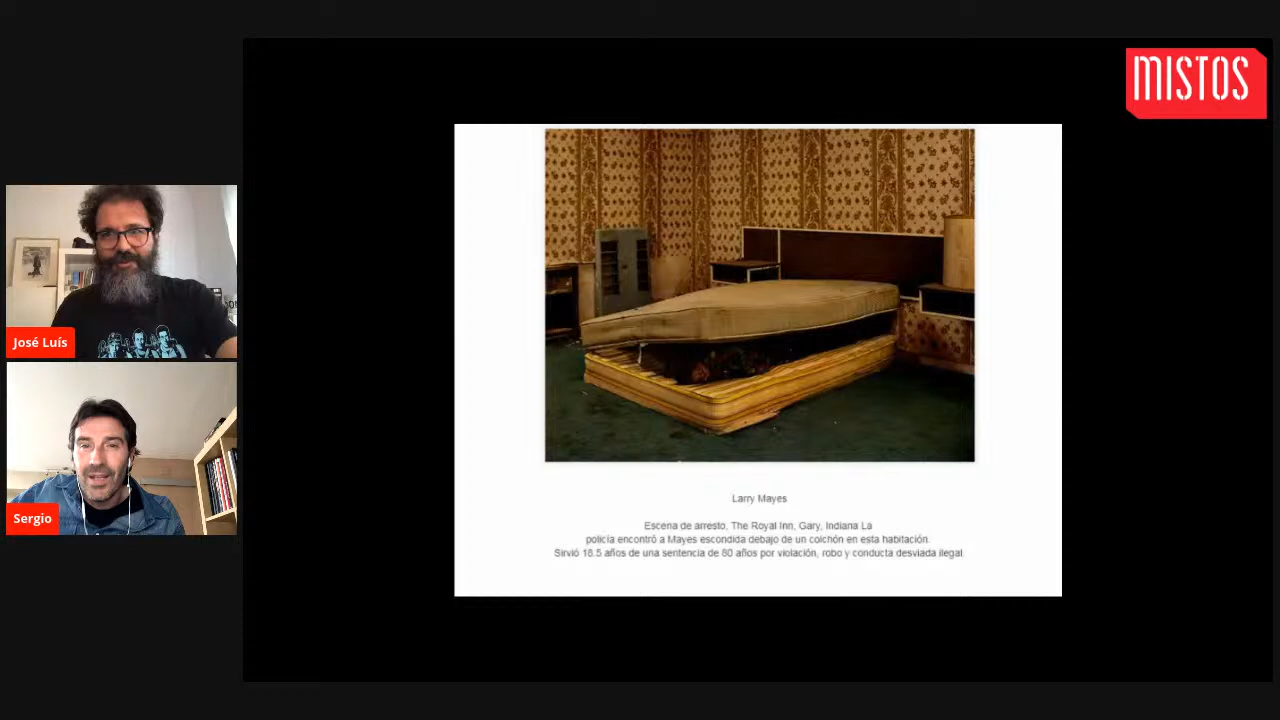 MISTOS
José Luís
Sergio
Larry Mayes
Escena de arresto, The Royal Inn, Gary, Indiana La
policía encontró a Mayes escondida debajo de un colchón en esta habitación.
Sirvió 18.5 años de una sentencia de 80 años por violación, robo y conducta desviada ilegal